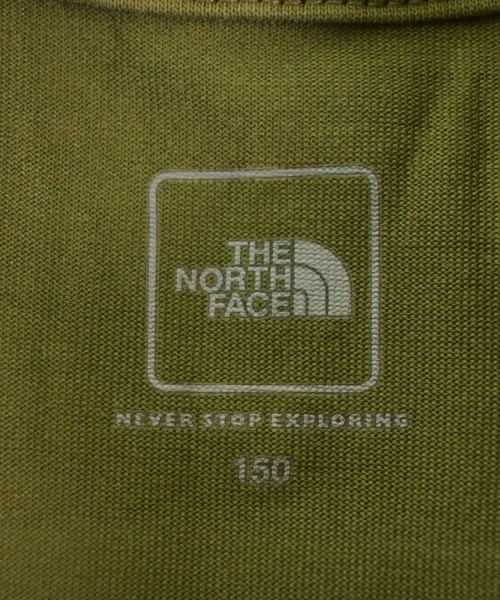 THE
NORTH
FACE
NEVER STOP EXPLORING
150